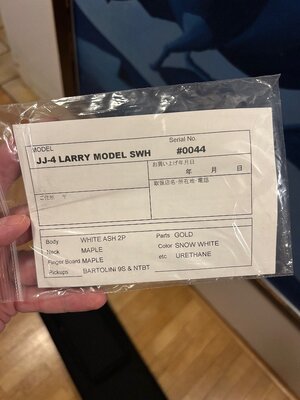 MODEL
Serial No.
JJ-4 LARRY MODEL SWH
#0044
お買い上げ年月日
年 月 日
取扱店名・所在地・電話
ご住所 〒
Body WHITE ASH 2P
Parts GOLD
Neck MAPLE
Color SNOW WHITE
Finger Board MAPLE
etc URETHANE
Pickups BARTOLINI 9S & NTBT